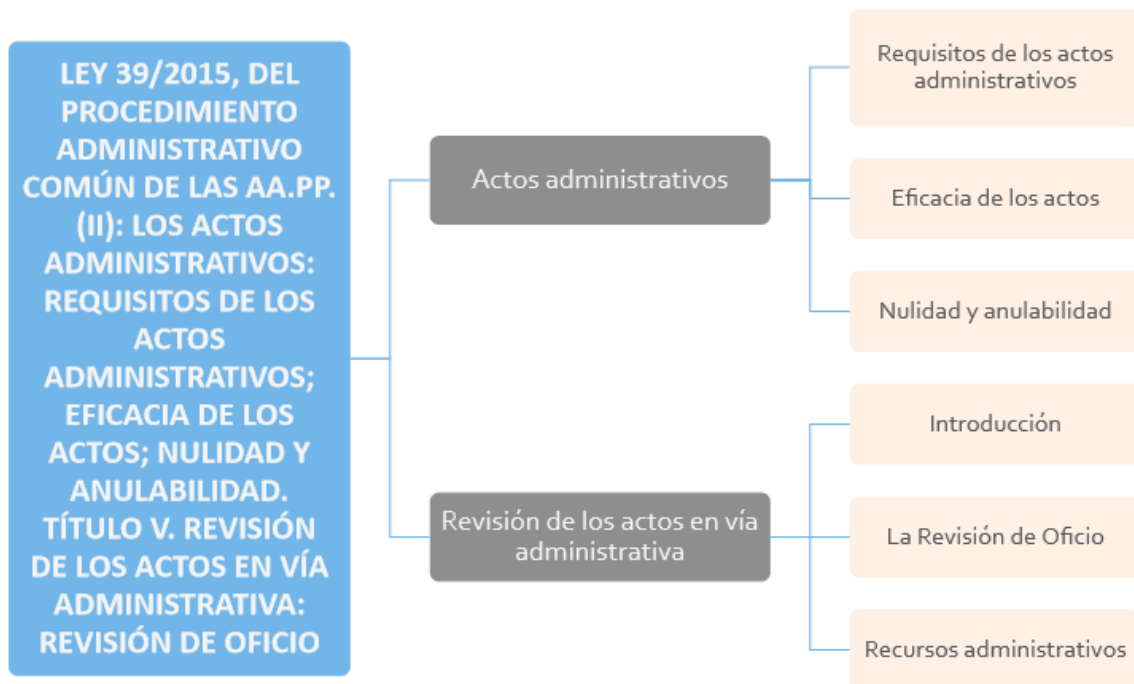 LEY 39/2015, DEL
PROCEDIMIENTO
ADMINISTRATIVO
COMÚN DE LAS AA.PP.
(II): LOS ACTOS
ADMINISTRATIVOS:
REQUISITOS DE LOS
ACTOS
ADMINISTRATIVOS;
EFICACIA DE LOS
ACTOS; NULIDAD Y
ANULABILIDAD.
TÍTULO V. REVISIÓN
DE LOS ACTOS EN VÍA
ADMINISTRATIVA:
REVISIÓN DE OFICIO
Actos administrativos
Requisitos de los actos
administrativos
Eficacia de los actos
Nulidad y anulabilidad
Revisión de los actos en vía
administrativa
Introducción
La Revisión de Oficio
Recursos administrativos